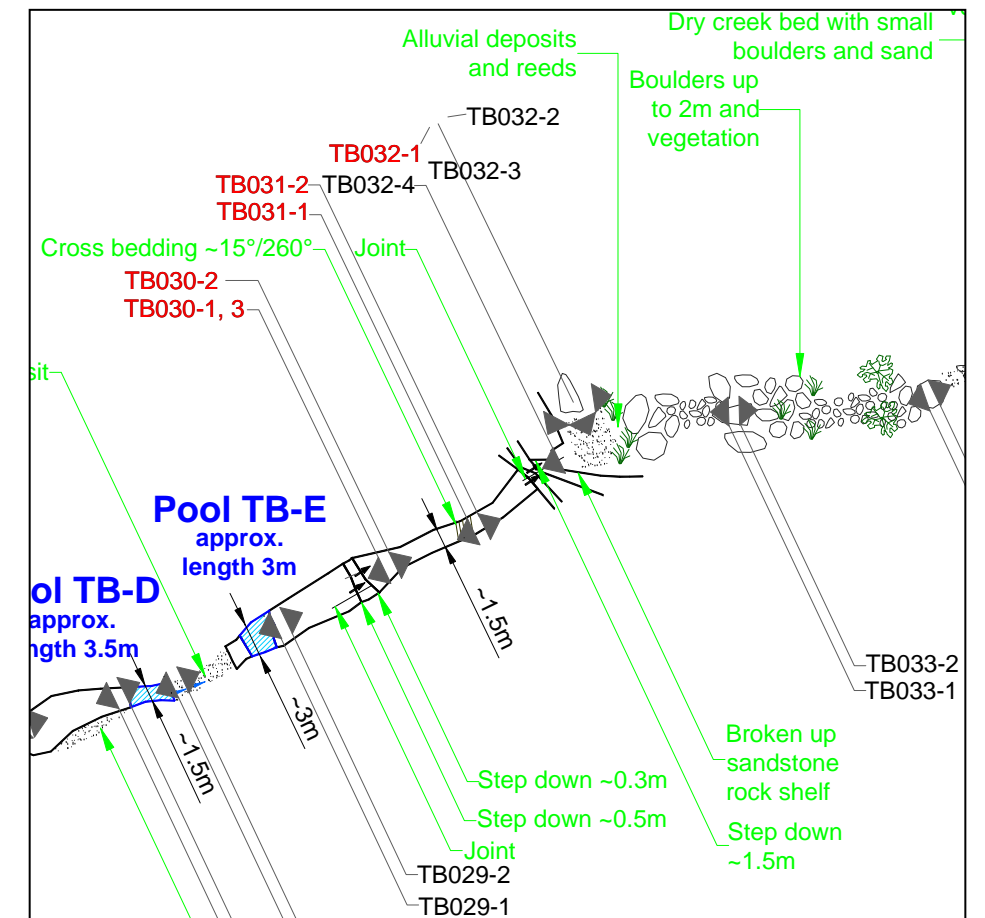 Dry creek bed with small
boulders and sand
Alluvial deposits
and reeds
Boulders up
to 2m and
vegetation
TB032-2
TB032-1
TB032-3
TB031-2
TB032-4
TB031-1
Cross bedding ~15°/260°
Joint
TB030-2
TB030-1, 3
sit
Pool TB-E
approx.
length 3m
ol TB-D
approx.
ngth 3.5m
~1.5m
~3m
~1.5m
TB033-2
TB033-1
Broken up
sandstone
rock shelf
Step down ~0.3m
Step down ~0.5m
Step down
~1.5m
Joint
TB029-2
TB029-1